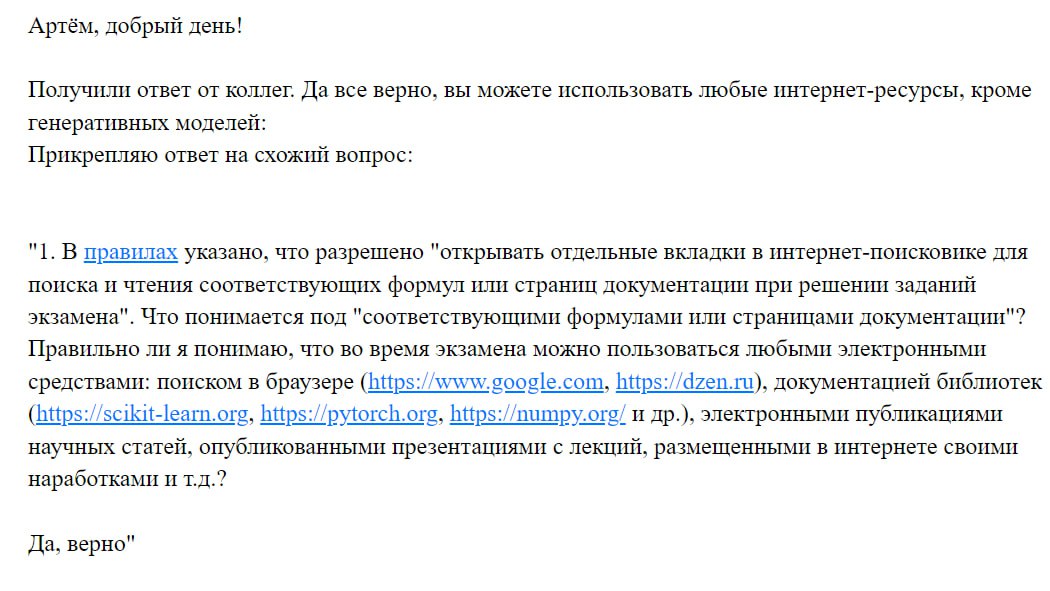 Артём, добрый день!
Получили ответ от коллег. Да все верно, вы можете использовать любые интернет-ресурсы, кроме
генеративных моделей:
Прикрепляю ответ на схожий вопрос:
"1. В правилах указано, что разрешено "открывать отдельные вкладки в интернет-поисковике для
поиска и чтения соответствующих формул или страниц документации при решении заданий
экзамена". Что понимается под "соответствующими формулами или страницами документации"?
Правильно ли я понимаю, что во время экзамена можно пользоваться любыми электронными
средствами: поиском в браузере (https://www.google.com, https://dzen.ru), документацией библиотек
(https://scikit-learn.org, https://pytorch.org, https://numpy.org/ и др.), электронными публикациями
научных статей, опубликованными презентациями с лекций, размещенными в интернете своими
наработками и т.д.?
Да, верно"